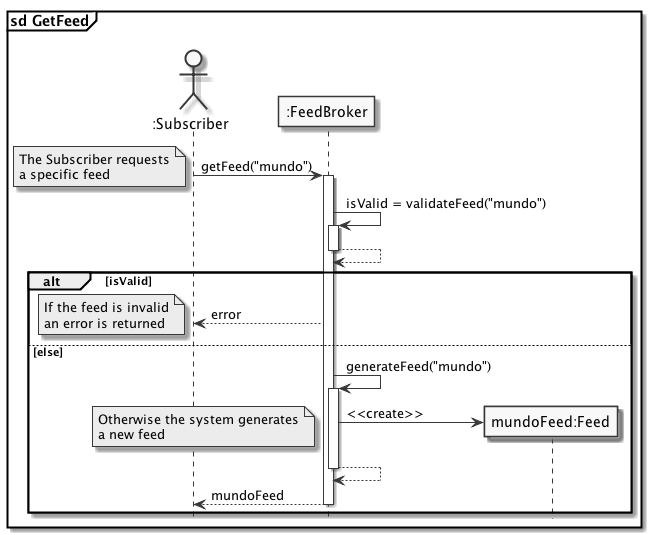 sd GetFeed
:Subscriber
:FeedBroker
The Subscriber requests
a specific feed
getFeed("mundo")
isValid = validateFeed("mundo")
alt
[isValid]
If the feed is invalid
an error is returned
error
[else]
generateFeed("mundo")
Otherwise the system generates
a new feed
<<create>>
mundoFeed:Feed
mundoFeed